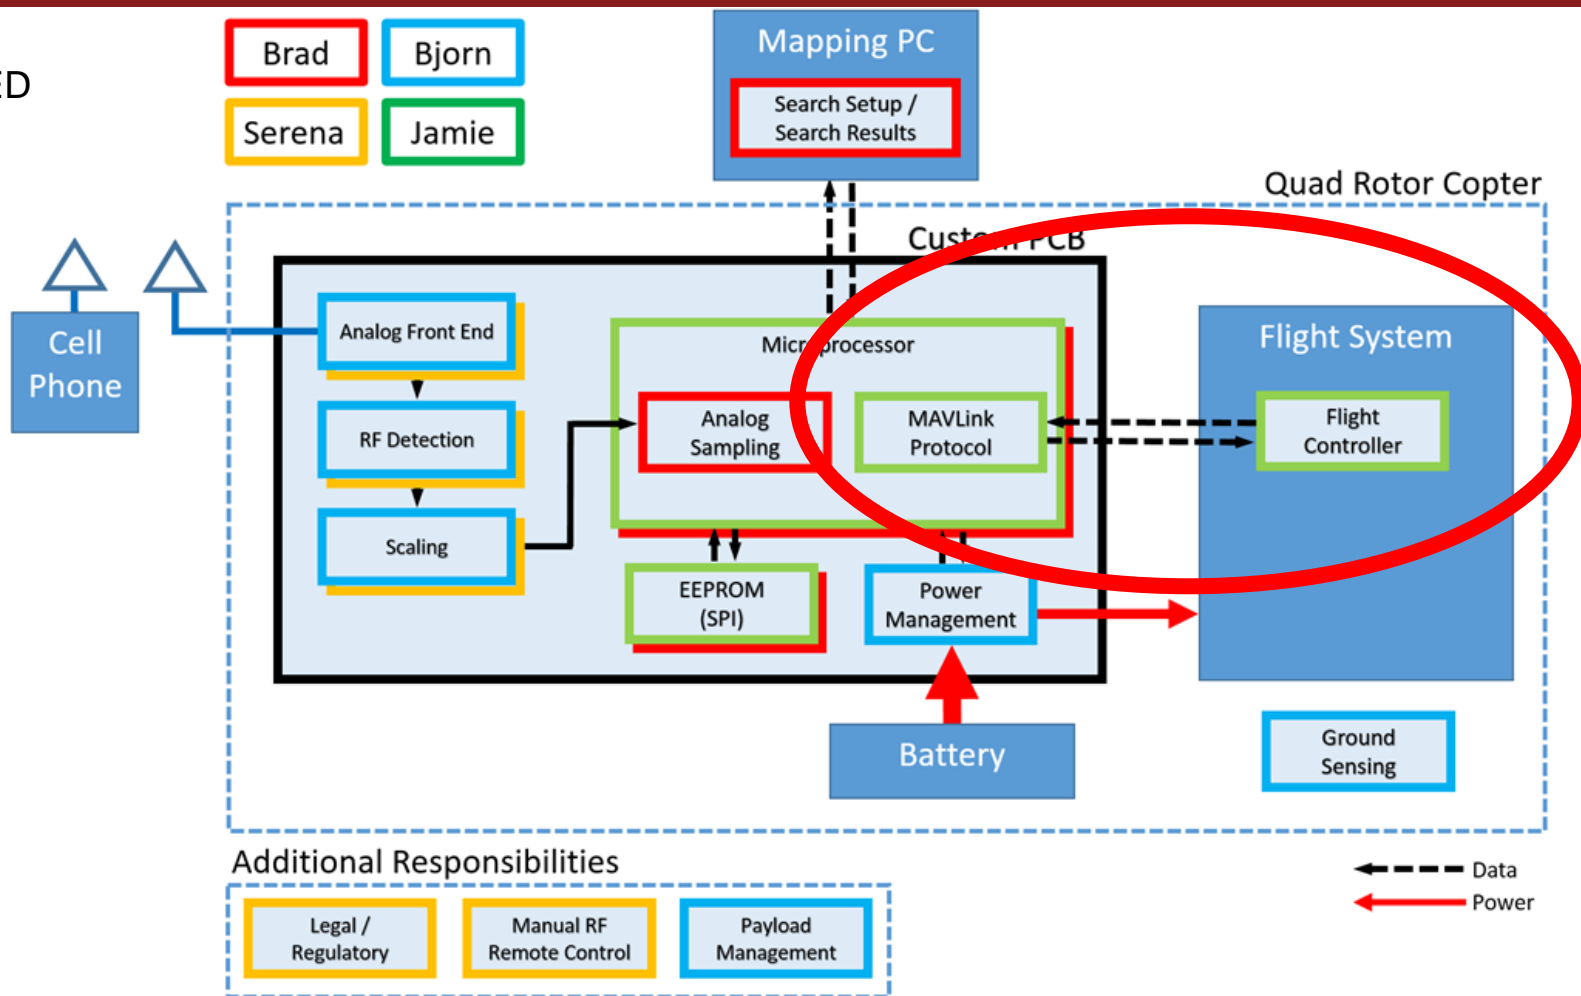 ED
Brad
Bjorn
Serena
Jamie
Mapping PC
Search Setup /
Search Results
Quad Rotor Copter
Custom PCB
Cell
Phone
Analog Front End
RF Detection
Scaling
Microprocessor
Analog
Sampling
MAVLink
Protocol
Flight System
Flight
Controller
EEPROM
(SPI)
Power
Management
Battery
Ground
Sensing
Additional Responsibilities
Legal /
Regulatory
Manual RF
Remote Control
Payload
Management
Data
Power